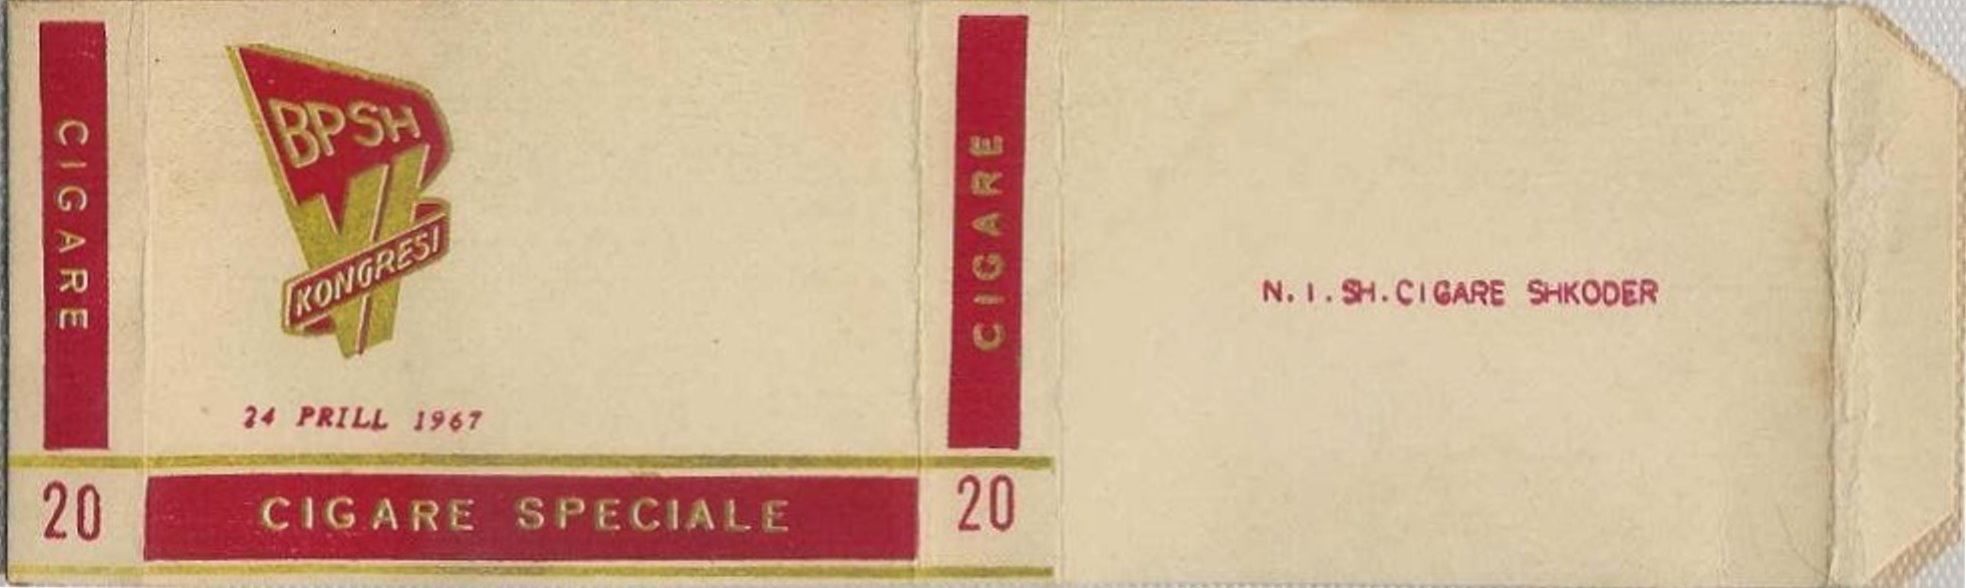 CIGARE
20
BPSH
VI
KONGRESI
24 PRILL 1967
CIGARE SPECIALE
CIGARE
20
N.I.SH.CIGARE SHKODER